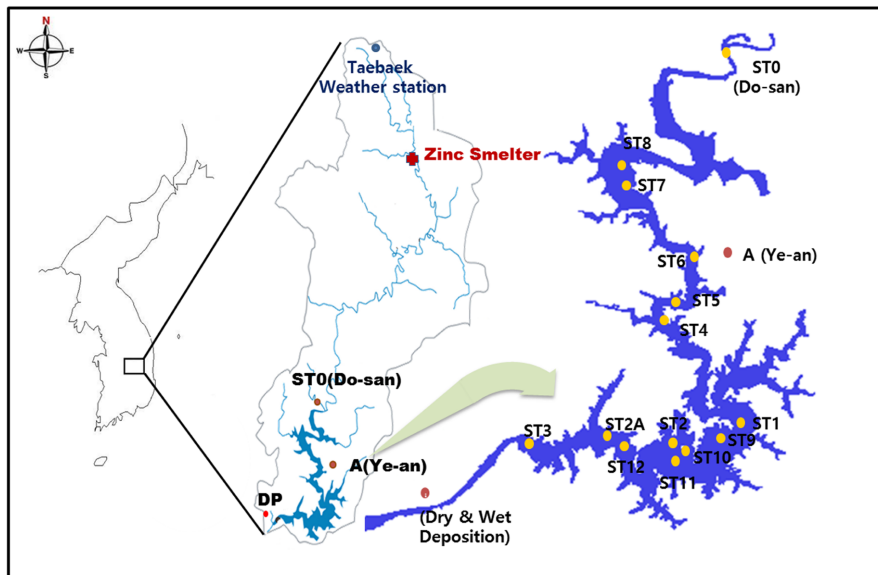 N
W
E
S
Taebaek
Weather station
Zinc Smelter
ST0(Do-san)
A(Ye-an)
DP
ST0
(Do-san)
ST8
ST7
ST6
A (Ye-an)
ST5
ST4
ST3
ST2A
ST2
ST1
ST9
ST10
ST12
ST11
(Dry & Wet
Deposition)